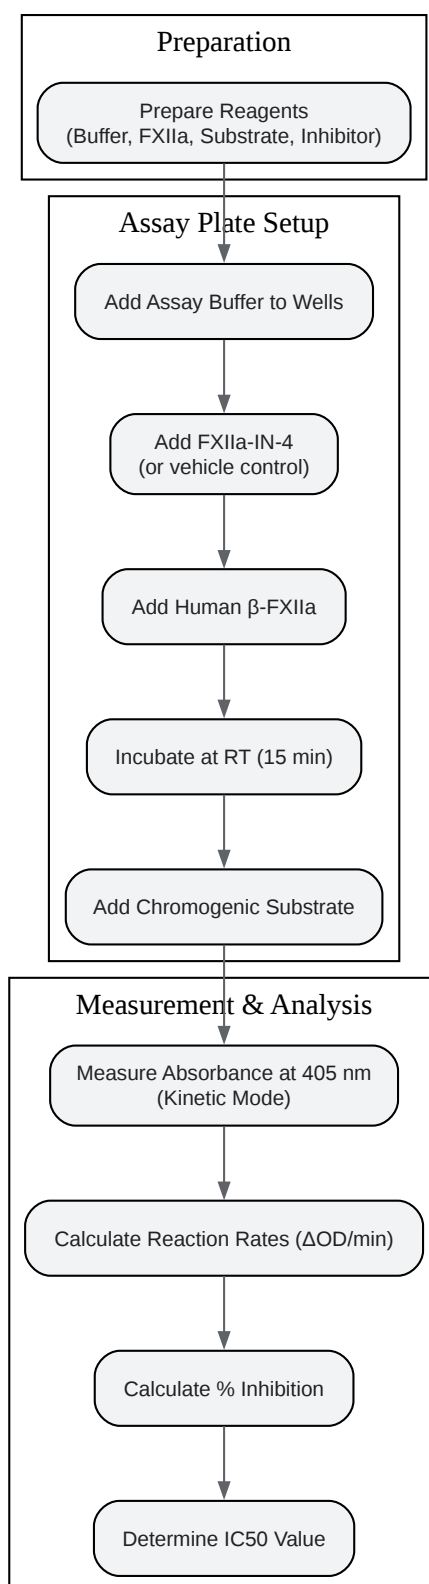 Preparation
Prepare Reagents
(Buffer, FXIIa, Substrate, Inhibitor)
Assay Plate Setup
Add Assay Buffer to Wells
Add FXIIa-IN-4
(or vehicle control)
Add Human β-FXIIa
Incubate at RT (15 min)
Add Chromogenic Substrate
Measurement & Analysis
Measure Absorbance at 405 nm
(Kinetic Mode)
Calculate Reaction Rates (ΔOD/min)
Calculate % Inhibition
Determine IC50 Value